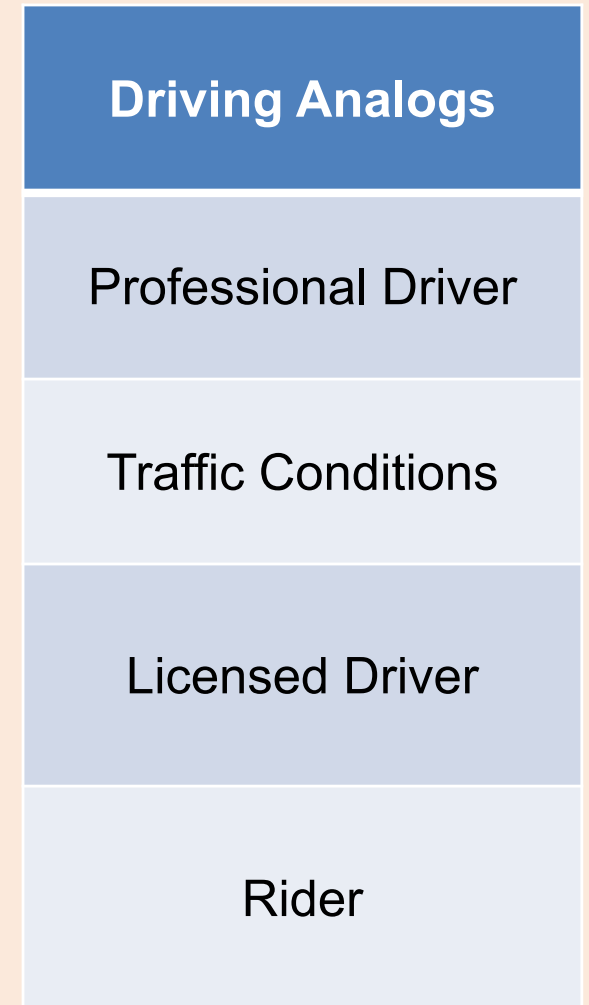 Driving Analogs
Professional Driver
Traffic Conditions
Licensed Driver
Rider